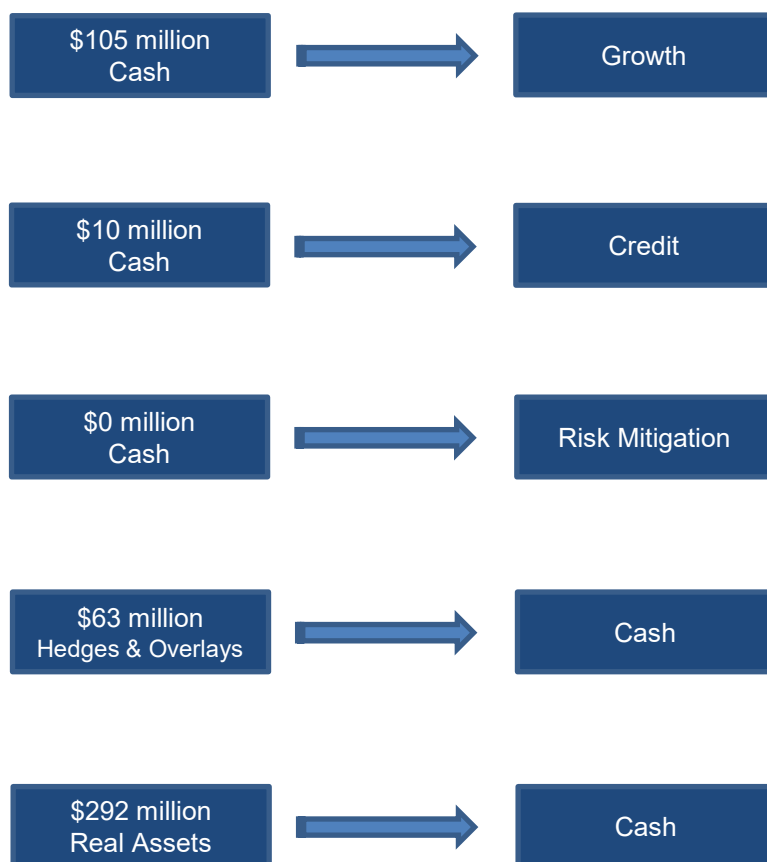 $105 million
Cash
Growth
$10 million
Cash
Credit
$0 million
Cash
Risk Mitigation
$63 million
Hedges & Overlays
Cash
$292 million
Real Assets
Cash